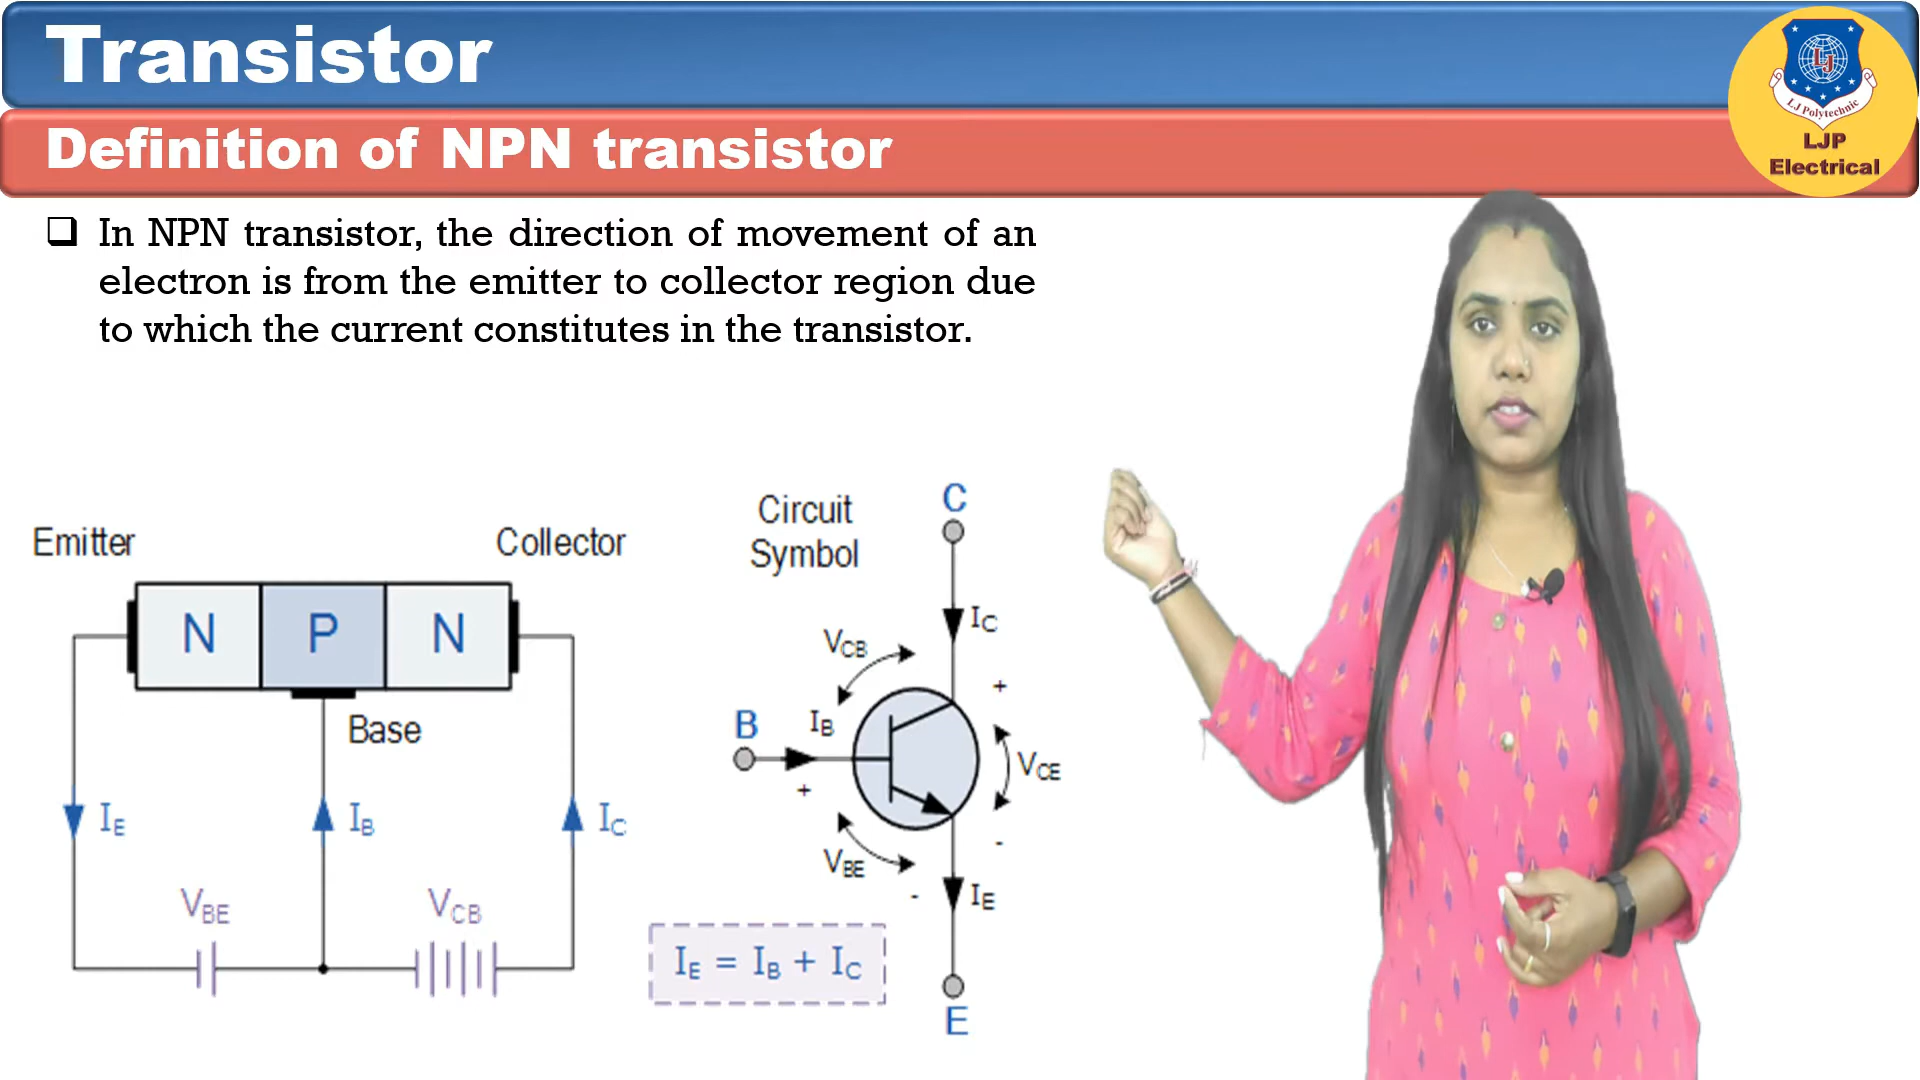 Transistor
Definition of NPN transistor
LJ
LJ Polytechnic
LJP
Electrical
In NPN transistor, the direction of movement of an
electron is from the emitter to collector region due
to which the current constitutes in the transistor.
Emitter
Collector
N
P
N
Base
IE
IB
IC
VBE
VCB
Circuit
Symbol
C
IC
VCB
+
B
IB
VCE
+
-
VBE
-
IE
IE = IB + IC
E